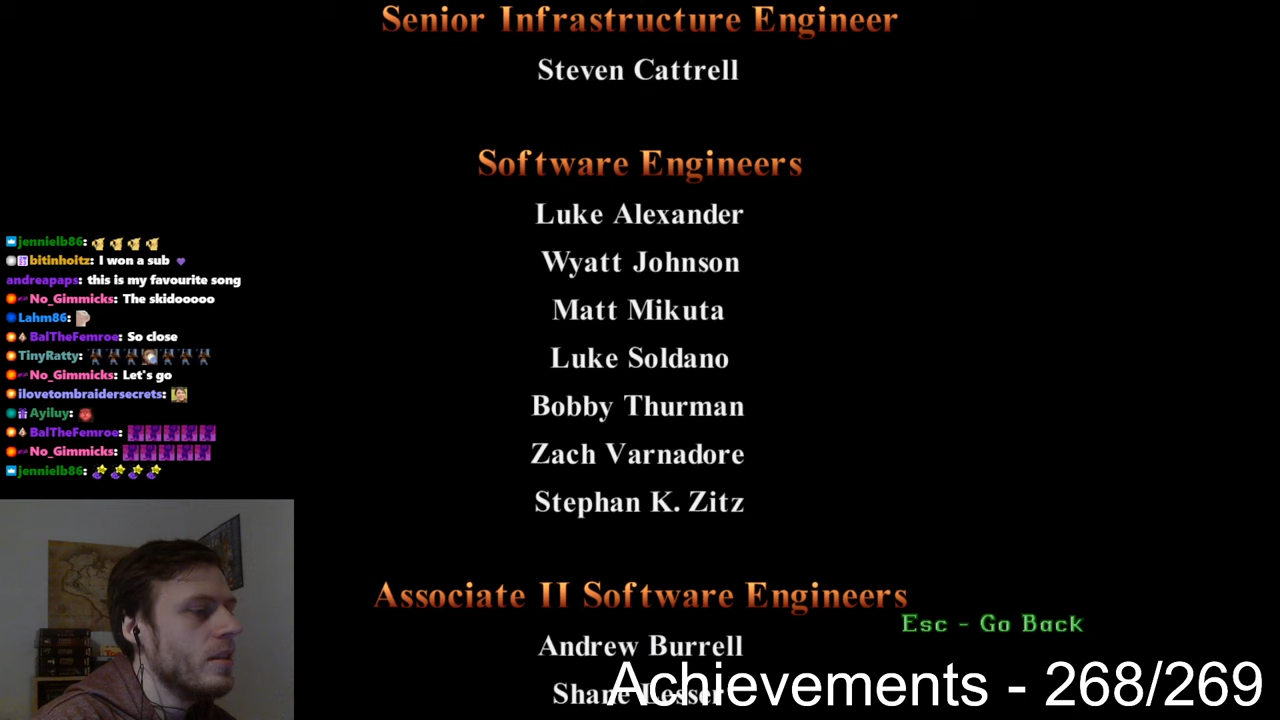 Senior Infrastructure Engineer
Steven Cattrell
Software Engineers
Luke Alexander
Wyatt Johnson
Matt Mikuta
Luke Soldano
Bobby Thurman
Zach Varnadore
Stephan K. Zitz
Associate II Software Engineers
Andrew Burrell
Shane Lesser
Esc - Go Back
Achievements - 268/269
jennielb86:
bitinhoitz: I won a sub
andreapaps: this is my favourite song
No_Gimmicks: The skidooooo
Lahm86:
BalTheFemroe: So close
TinyRatty:
No_Gimmicks: Let's go
ilovetombraidersecrets:
Ayiluy:
BalTheFemroe:
No_Gimmicks:
jennielb86: